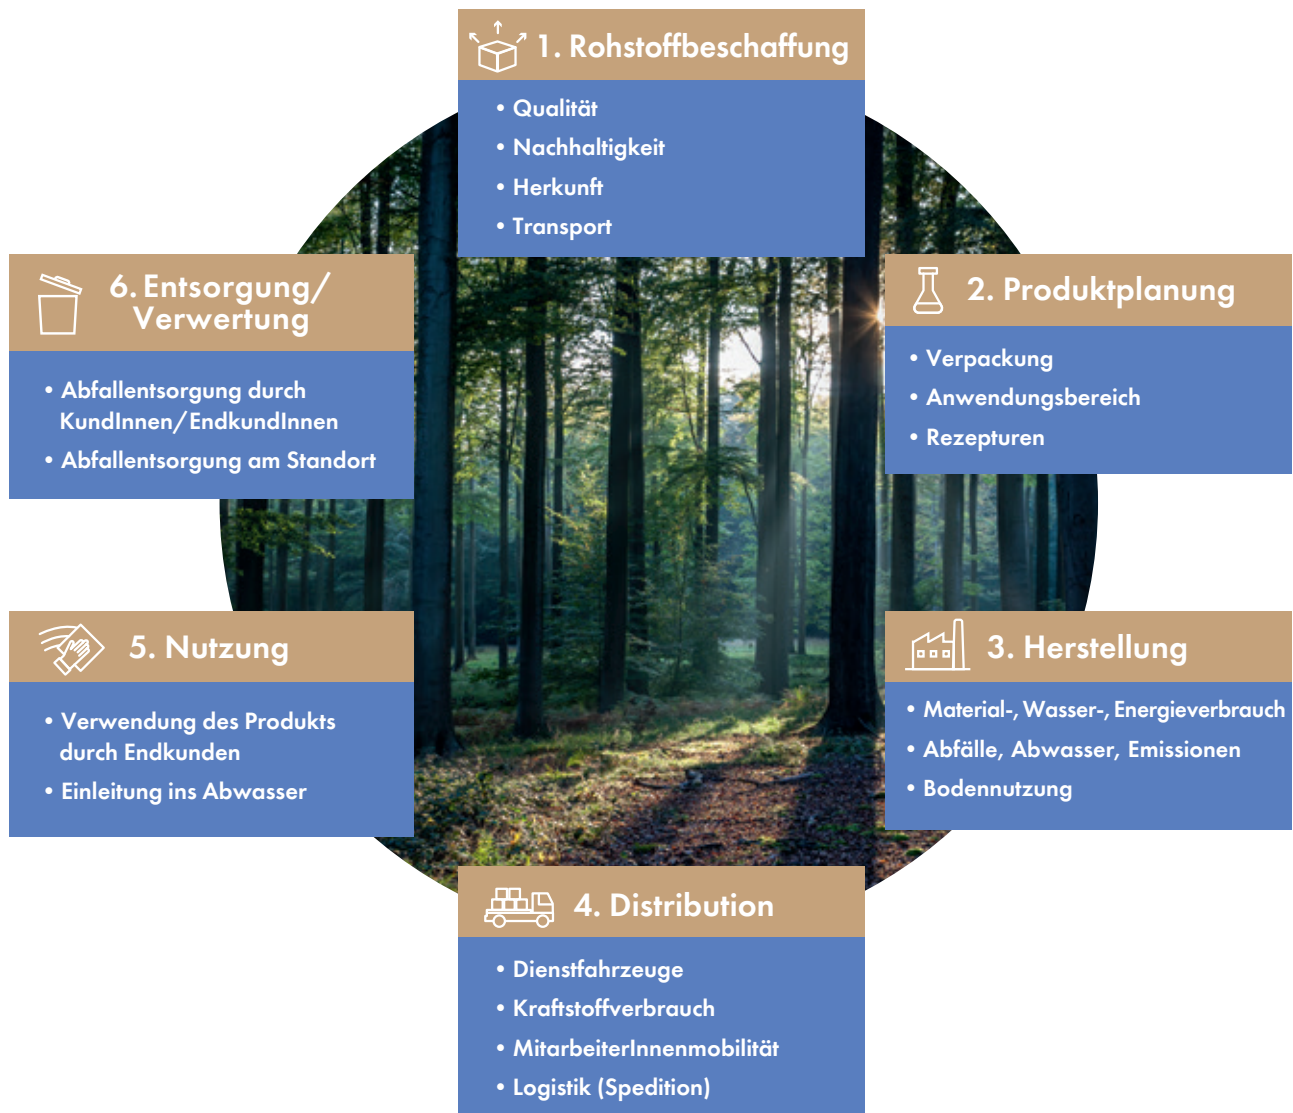 1. Rohstoffbeschaffung
• Qualität
• Nachhaltigkeit
• Herkunft
• Transport
2. Produktplanung
• Verpackung
• Anwendungsbereich
• Rezepturen
3. Herstellung
• Material-, Wasser-, Energieverbrauch
• Abfälle, Abwasser, Emissionen
• Bodennutzung
4. Distribution
• Dienstfahrzeuge
• Kraftstoffverbrauch
• MitarbeiterInnenmobilität
• Logistik (Spedition)
5. Nutzung
• Verwendung des Produkts
durch Endkunden
• Einleitung ins Abwasser
6. Entsorgung/
Verwertung
• Abfallentsorgung durch
KundInnen/EndkundInnen
• Abfallentsorgung am Standort